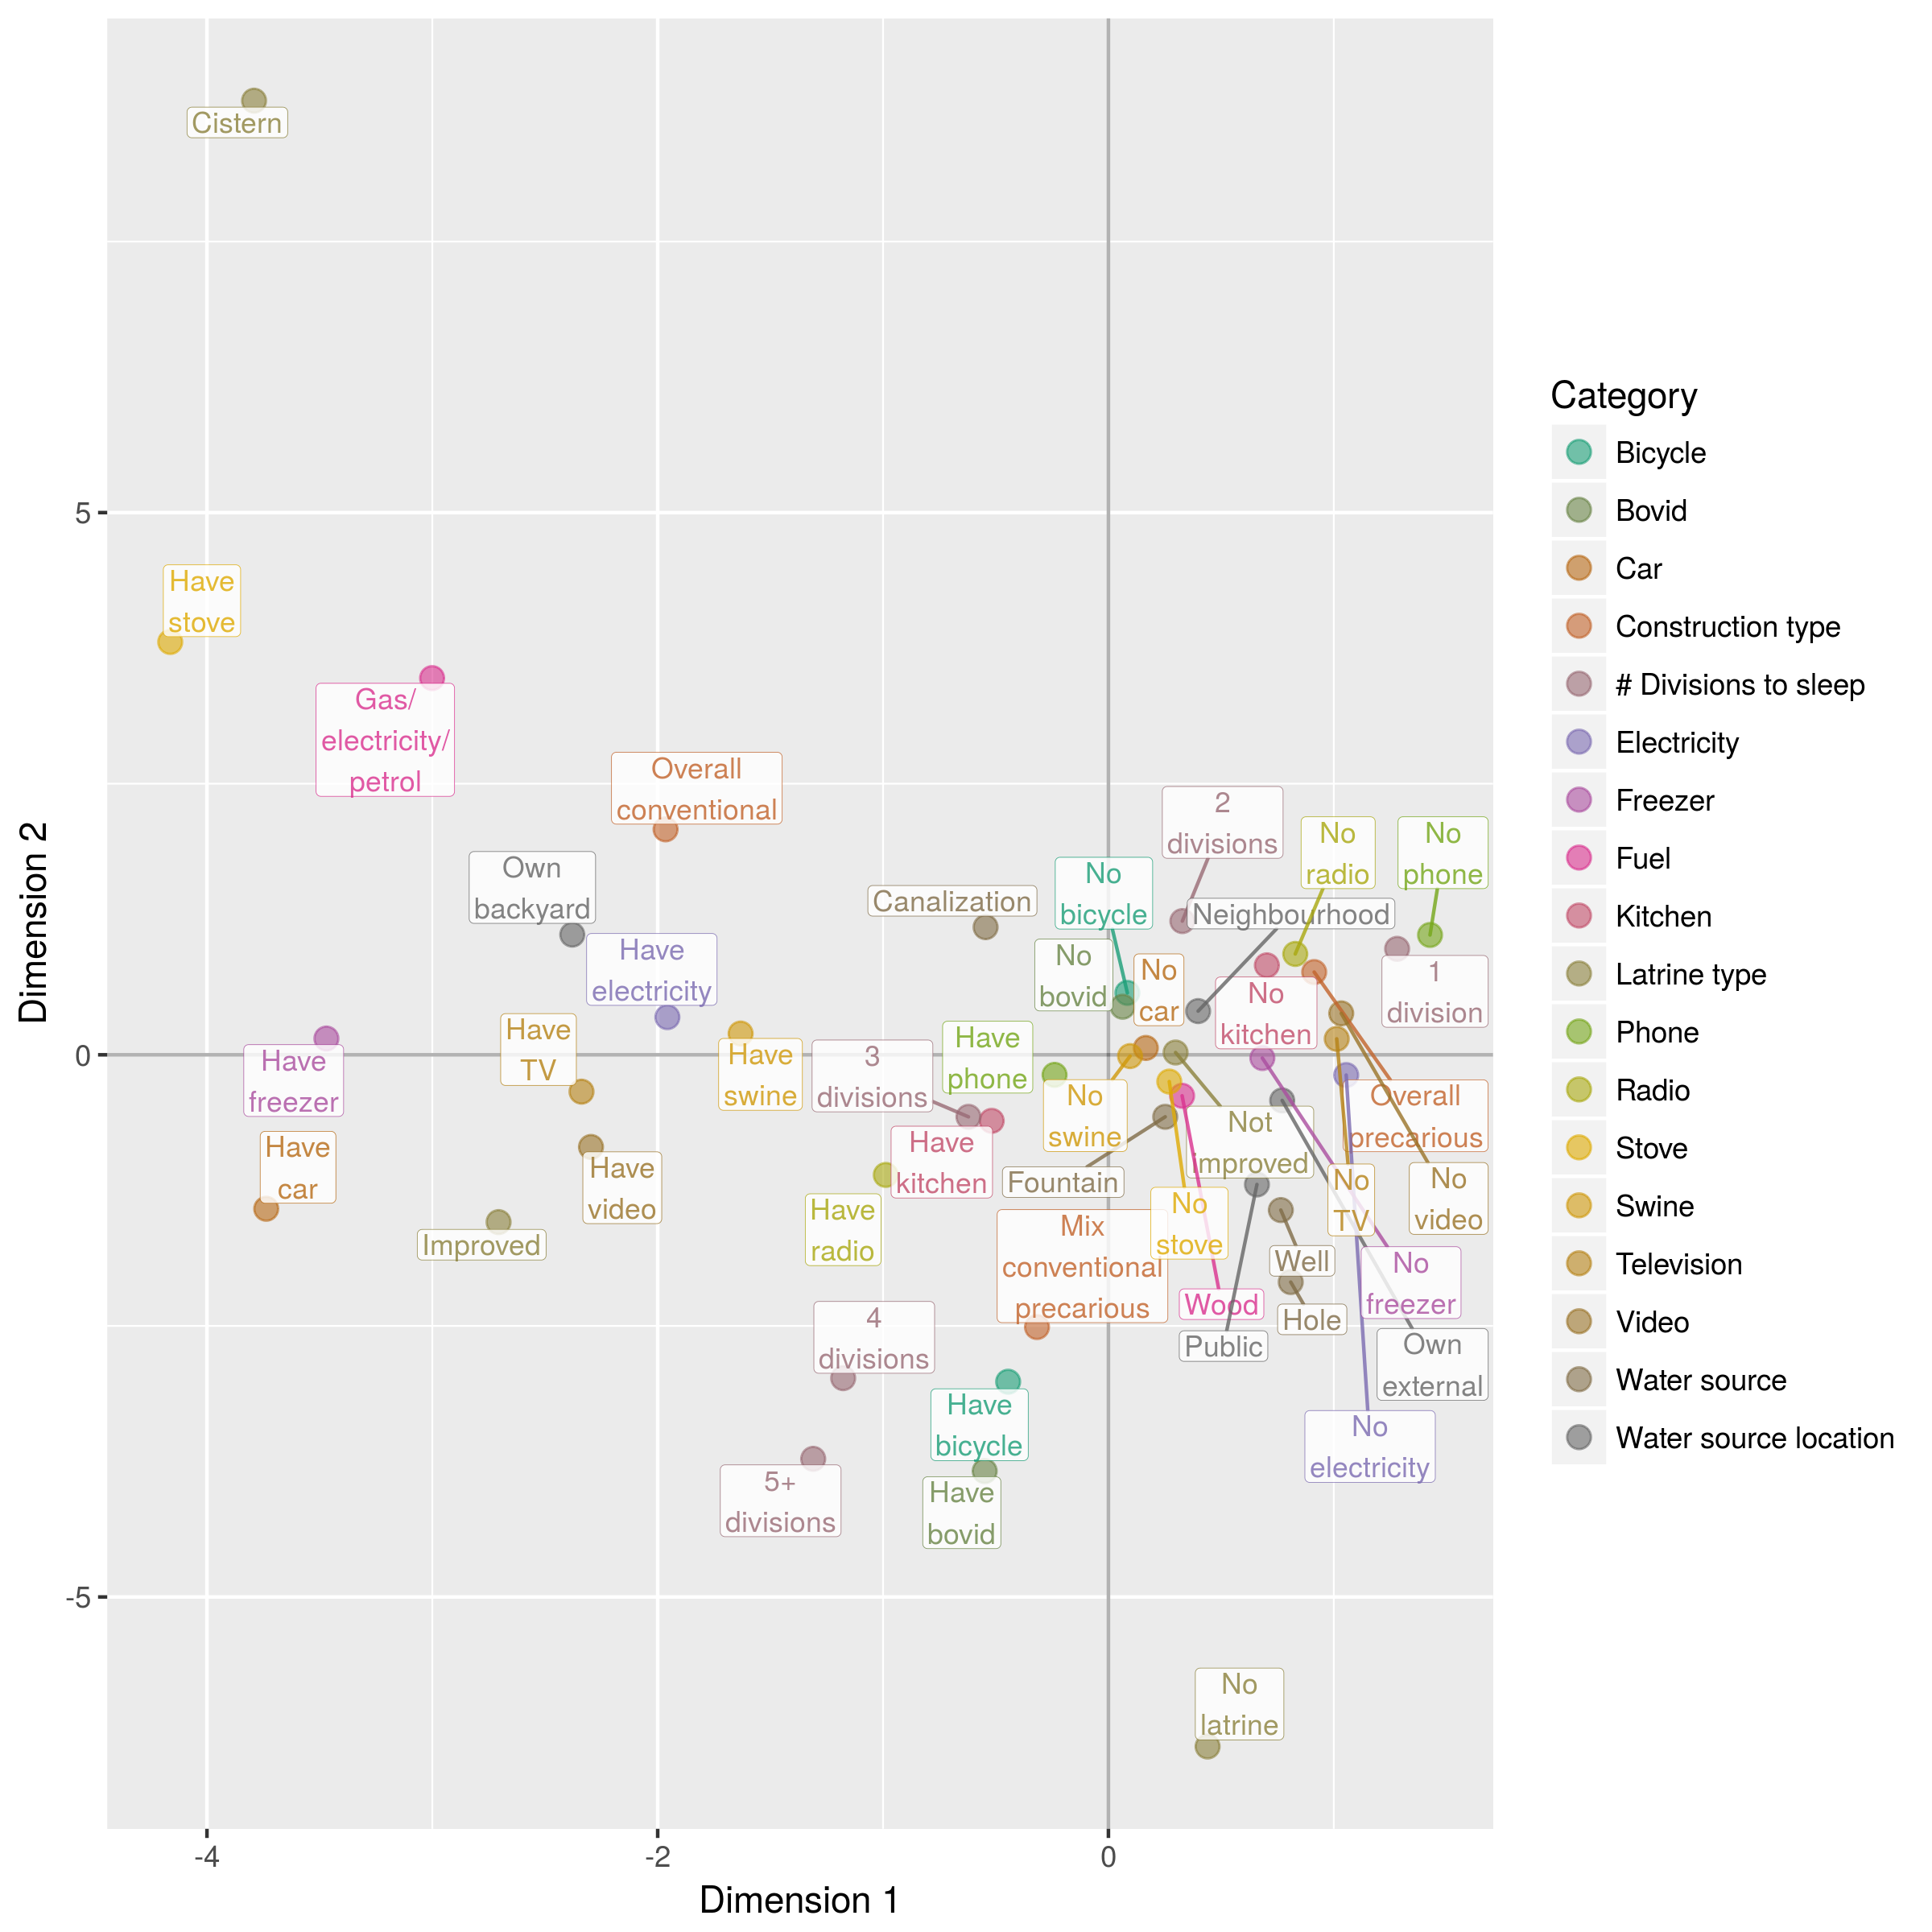 Cistern
5
Have
stove
Gas/
electricity/
petrol
Overall
conventional
Own
backyard
Have
electricity
Canalization
2
divisions
No
radio
No
phone
No
bicycle
Neighbourhood
No
bovid
No
car
No
kitchen
1
division
Have
TV
0
Have
freezer
Have
swine
3
divisions
Have
phone
No
swine
Not
improved
Overall
precarious
Have
car
Have
video
Have
kitchen
Fountain
No
stove
No
TV
No
video
Improved
Have
radio
Mix
conventional
precarious
Well
No
freezer
Wood
Hole
Public
Own
external
4
divisions
Have
bicycle
No
electricity
5+
divisions
Have
bovid
-5
No
latrine
-4
-2
0
Dimension 1
Dimension 2
Category
Bicycle
Bovid
Car
Construction type
# Divisions to sleep
Electricity
Freezer
Fuel
Kitchen
Latrine type
Phone
Radio
Stove
Swine
Television
Video
Water source
Water source location